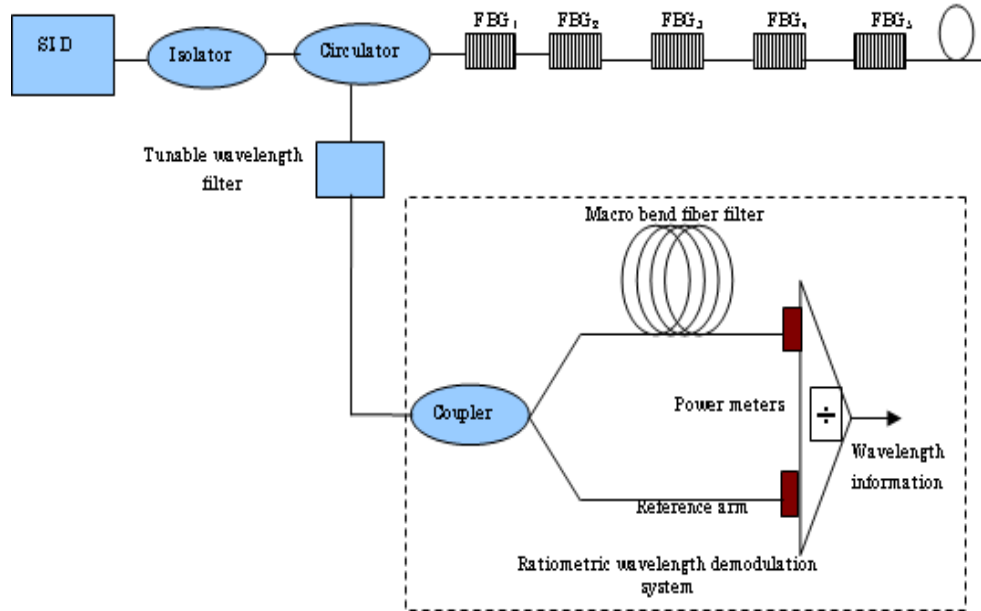 SLD
Isolator
Circulator
FBG₁
FBG₂
FBG₃
FBG₄
FBG₅
Tunable wavelength
filter
Macro bend fiber filter
Coupler
Power meters
÷
Wavelength
information
Reference arm
Ratiometric wavelength demodulation
system